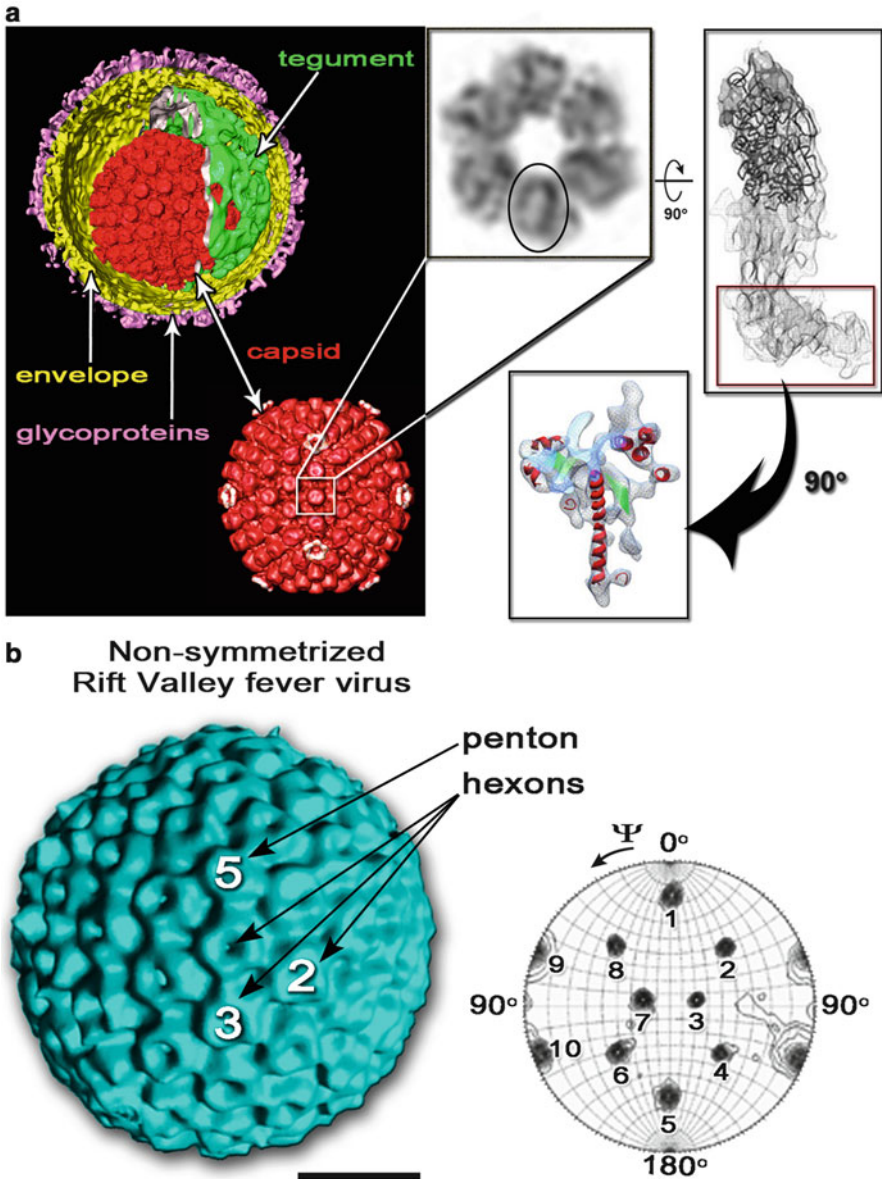 a
tegument
90°
capsid
envelope
glycoproteins
90°
b
Non-symmetrized
Rift Valley fever virus
penton
hexons
5
2
3
Ψ
0°
1
9
8
2
90°
7
3
90°
10
6
4
5
180°